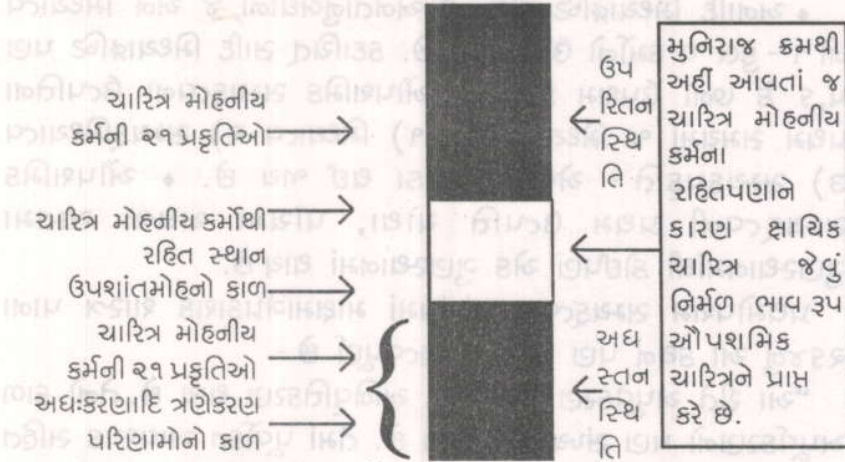 ચારિત્ર મોહનીય
કર્મની ૨૧ પ્રકૃતિઓ
ચારિત્ર મોહનીય કર્મોથી
રહિત સ્થાન
ઉપશાંતમોહનો કાળ
ચારિત્ર મોહનીય
કર્મની ૨૧ પ્રકૃતિઓ
અધઃકરણાદિ ત્રણેકરણ
પરિણામોનો કાળ
ઉપ
રિતન
સ્થિ
તિ
અધ
સ્તન
સ્થિ
તિ
મુનિરાજ ક્રમથી
અહીં આવતાં જ
ચારિત્ર મોહનીય
કર્મના
રહિતપણાને
કારણ ક્ષાયિક
ચારિત્ર જેવું
નિર્મળ ભાવ રૂપ
ઔપશમિક
ચારિત્રને પ્રાપ્ત
કરે છે.